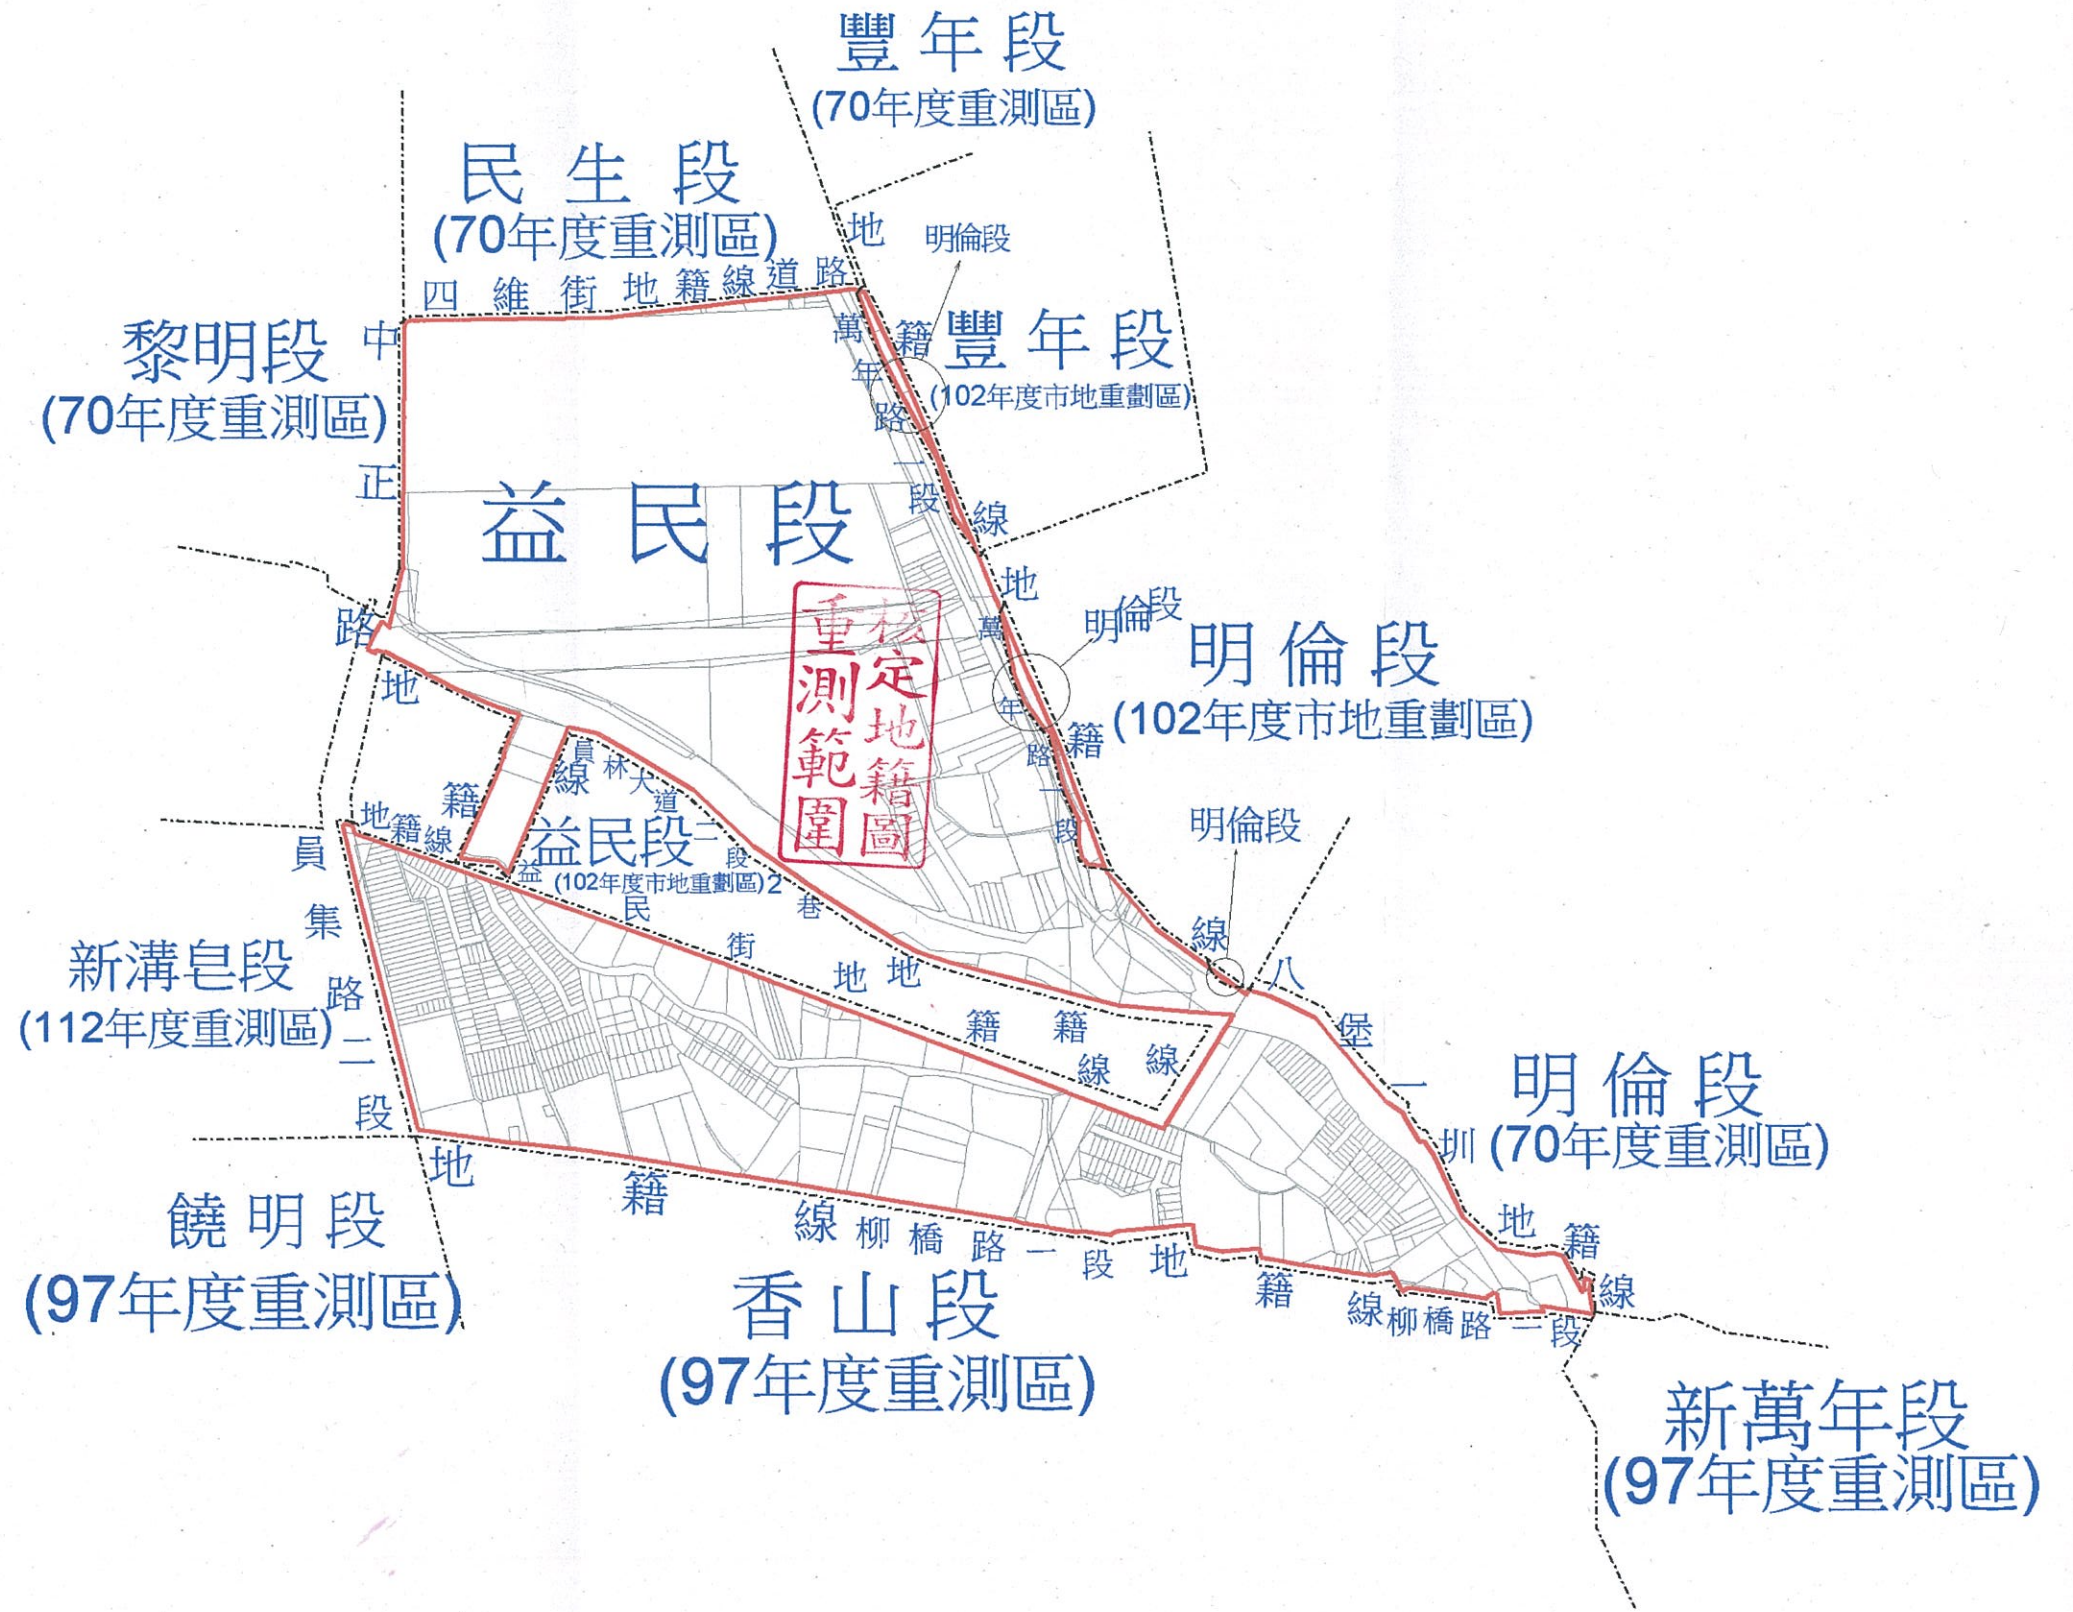 豐年段
(70年度重測區)
民生段
(70年度重測區)
四維街地籍線道路
地籍線
明倫段
豐年段
(102年度市地重劃區)
黎明段
(70年度重測區)
中正路
地籍線
萬年路一段
益民段
核定地籍圖
重測範圍
地籍線
萬年路一段
明倫段
明倫段
(102年度市地重劃區)
員林大道二段2巷
地籍線
益民段
(102年度市地重劃區)
地籍線
益民街地籍線
明倫段
員集路二段
新溝皂段
(112年度重測區)
八堡一圳
地籍線
明倫段
(70年度重測區)
饒明段
(97年度重測區)
地籍線柳橋路一段地籍線柳橋路一段
香山段
(97年度重測區)
新萬年段
(97年度重測區)